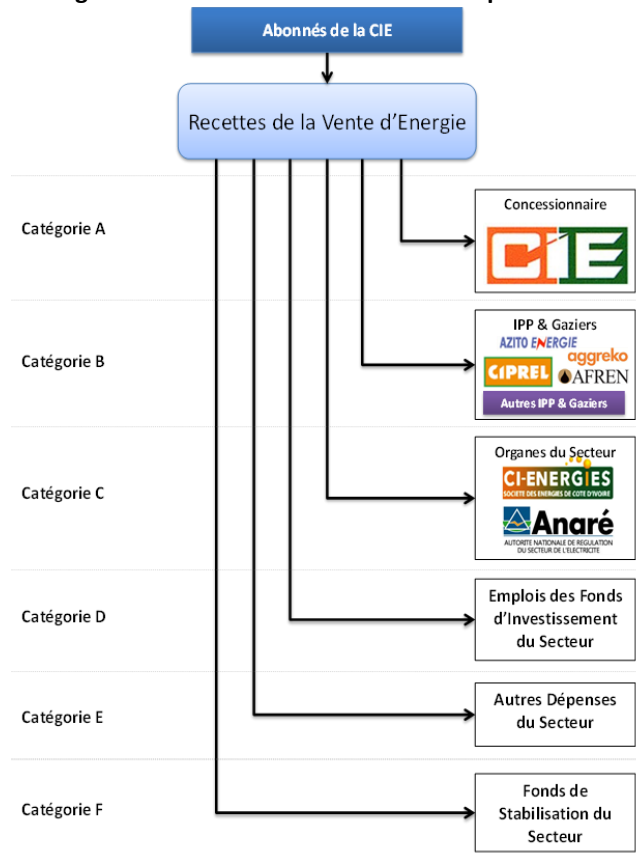 Abonnés de la CIE
Recettes de la Vente d'Energie
Catégorie A
Concessionnaire
CIE
Catégorie B
IPP & Gaziers
AZITO ENERGIE
aggreko
CIPREL
AFREN
Autres IPP & Gaziers
Catégorie C
Organes du Secteur
CI-ENERGIES
SOCIETE DES ENERGIES DE COTE D'IVOIRE
Anaré
AUTORITE NATIONALE DE REGULATION
DU SECTEUR DE L'ELECTRICITE
Catégorie D
Emplois des Fonds
d'Investissement
du Secteur
Catégorie E
Autres Dépenses
du Secteur
Catégorie F
Fonds de
Stabilisation du
Secteur